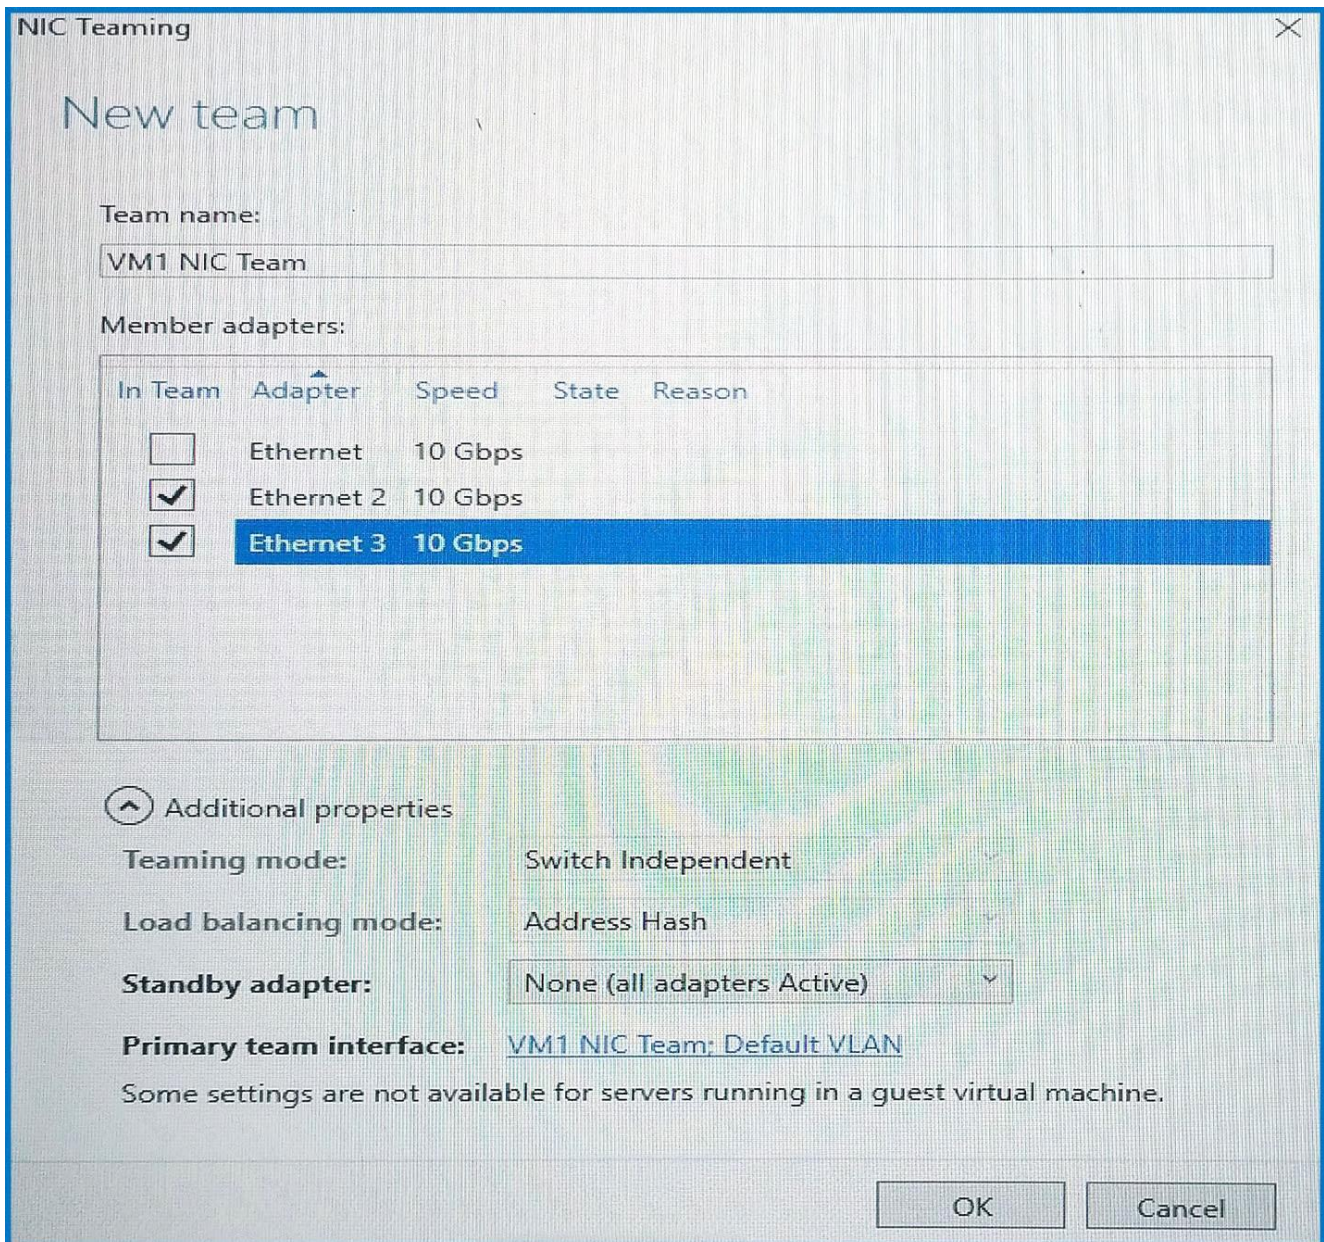 NIC Teaming
New team
Team name:
VM1 NIC Team
Member adapters:
In Team Adapter Speed State Reason
Ethernet 10 Gbps
Ethernet 2 10 Gbps
Ethernet 3 10 Gbps
Additional properties
Teaming mode: Switch Independent
Load balancing mode: Address Hash
Standby adapter: None (all adapters Active)
Primary team interface: VM1 NIC Team; Default VLAN
Some settings are not available for servers running in a guest virtual machine.
OK Cancel